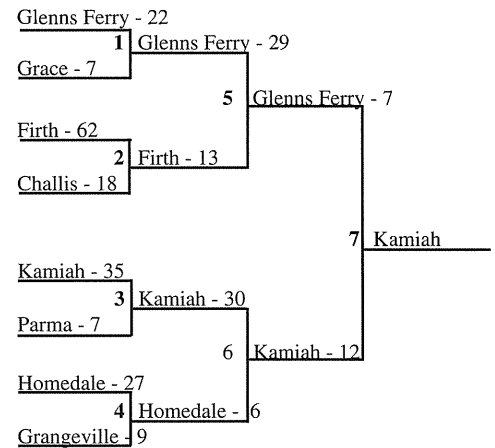 Glenns Ferry - 22
1
Glenns Ferry - 29
Grace - 7
5
Glenns Ferry - 7
Firth - 62
2
Firth - 13
Challis - 18
7
Kamiah
Kamiah - 35
3
Kamiah - 30
Parma - 7
6
Kamiah - 12
Homedale - 27
4
Homedale - 6
Grangeville - 9